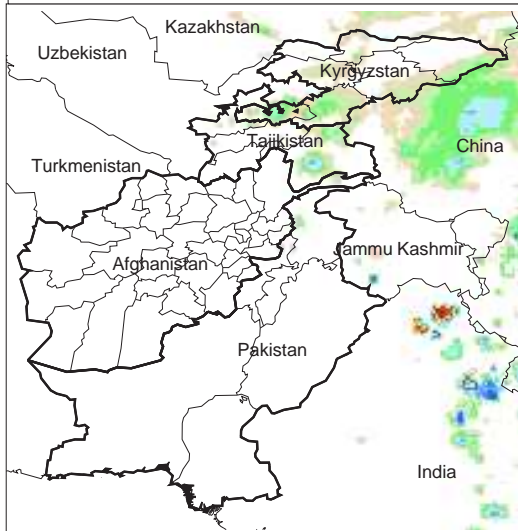 Kazakhstan
Uzbekistan
Kyrgyzstan
Tajikistan
China
Turkmenistan
Jammu Kashmir
Afghanistan
Pakistan
India